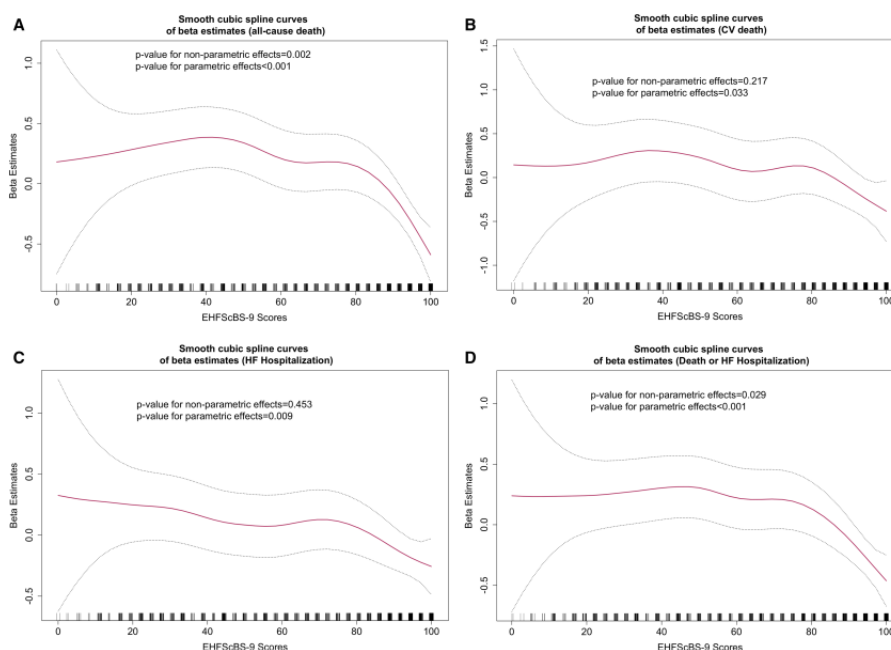 A
Smooth cubic spline curves
of beta estimates (all-cause death)
p-value for non-parametric effects=0.002
p-value for parametric effects<0.001
Beta Estimates
1.0
0.5
0.0
-0.5
0 20 40 60 80 100
EHFScBS-9 Scores
B
Smooth cubic spline curves
of beta estimates (CV death)
p-value for non-parametric effects=0.217
p-value for parametric effects=0.033
Beta Estimates
1.5
1.0
0.5
0.0
-0.5
-1.0
0 20 40 60 80 100
EHFScBS-9 Scores
C
Smooth cubic spline curves
of beta estimates (HF Hospitalization)
p-value for non-parametric effects=0.453
p-value for parametric effects=0.009
Beta Estimates
1.0
0.5
0.0
-0.5
0 20 40 60 80 100
EHFScBS-9 Scores
D
Smooth cubic spline curves
of beta estimates (Death or HF Hospitalization)
p-value for non-parametric effects=0.029
p-value for parametric effects<0.001
Beta Estimates
1.0
0.5
0.0
-0.5
0 20 40 60 80 100
EHFScBS-9 Scores